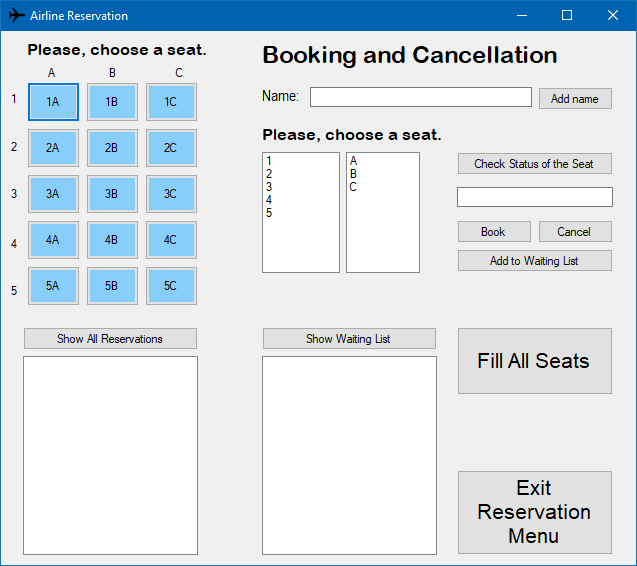 Airline Reservation
Please, choose a seat.
A B C
1 1A 1B 1C
2 2A 2B 2C
3 3A 3B 3C
4 4A 4B 4C
5 5A 5B 5C
Booking and Cancellation
Name: Add name
Please, choose a seat.
1 A
2 B
3 C
4
5
Check Status of the Seat
Book Cancel
Add to Waiting List
Show All Reservations
Show Waiting List
Fill All Seats
Exit
Reservation
Menu